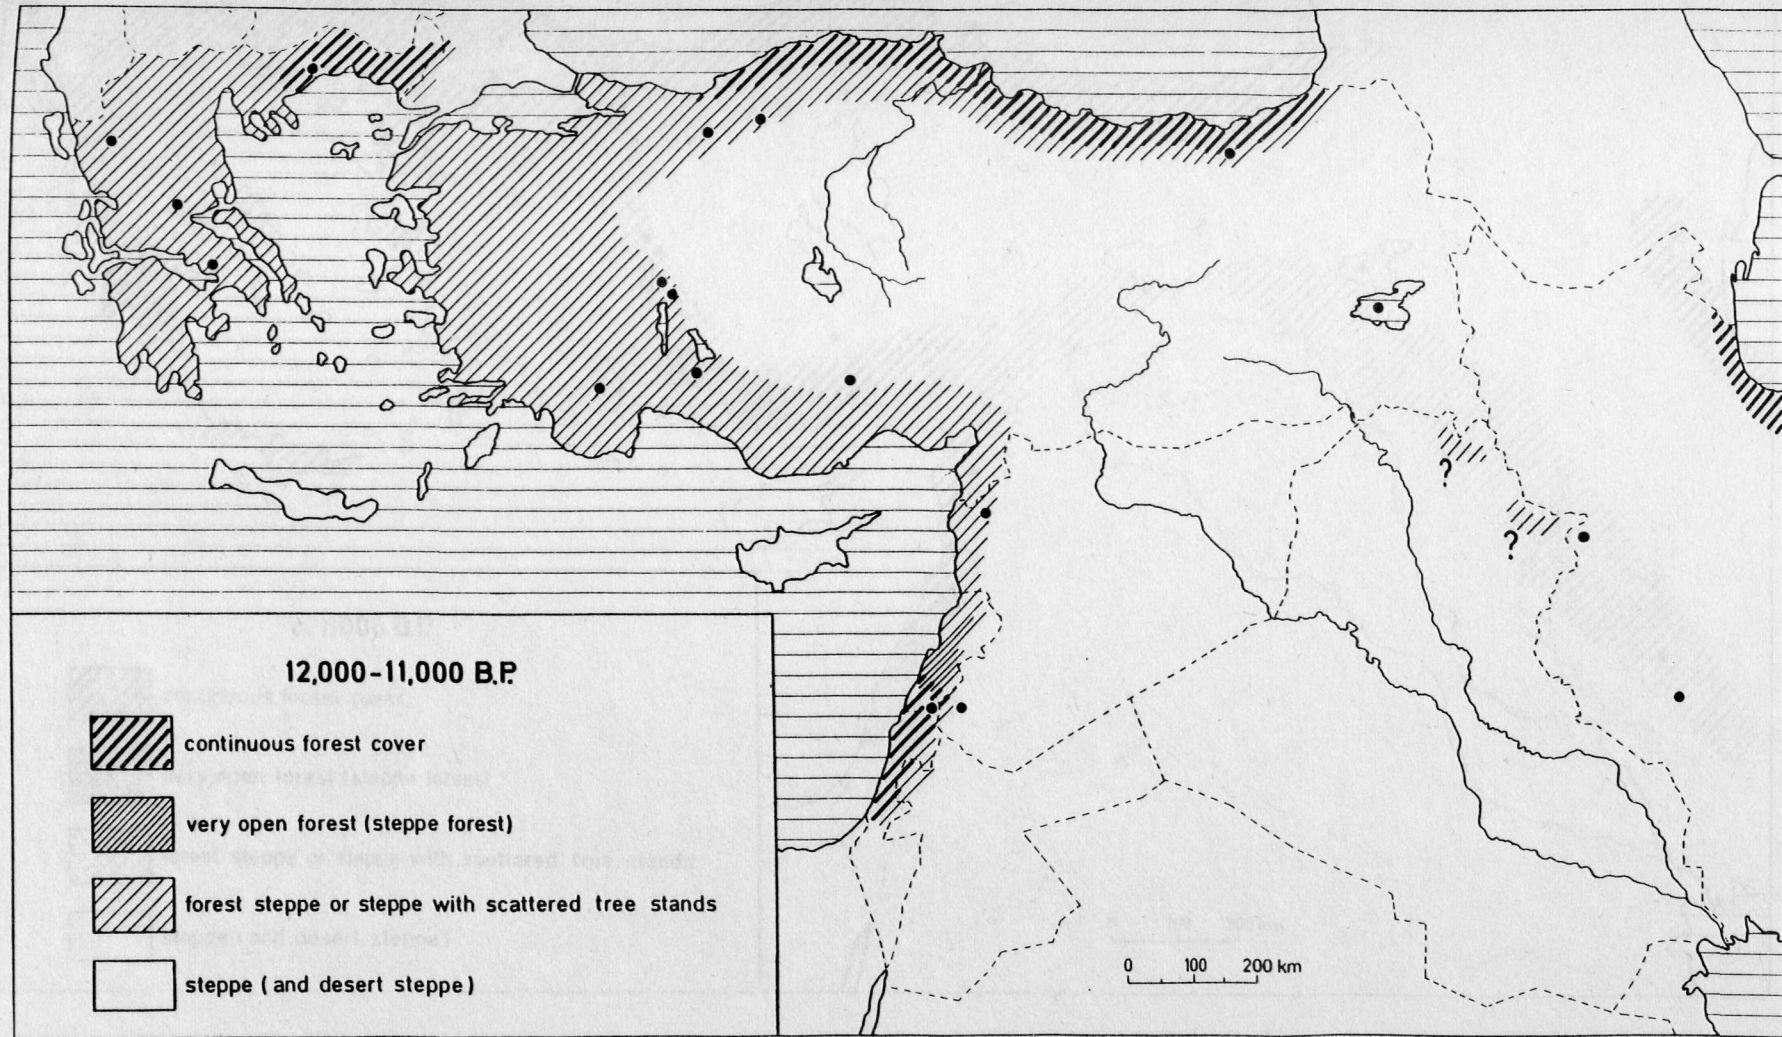 12,000-11,000 B.P.
continuous forest cover
very open forest (steppe forest)
forest steppe or steppe with scattered tree stands
steppe (and desert steppe)
?
?
0 100 200 km